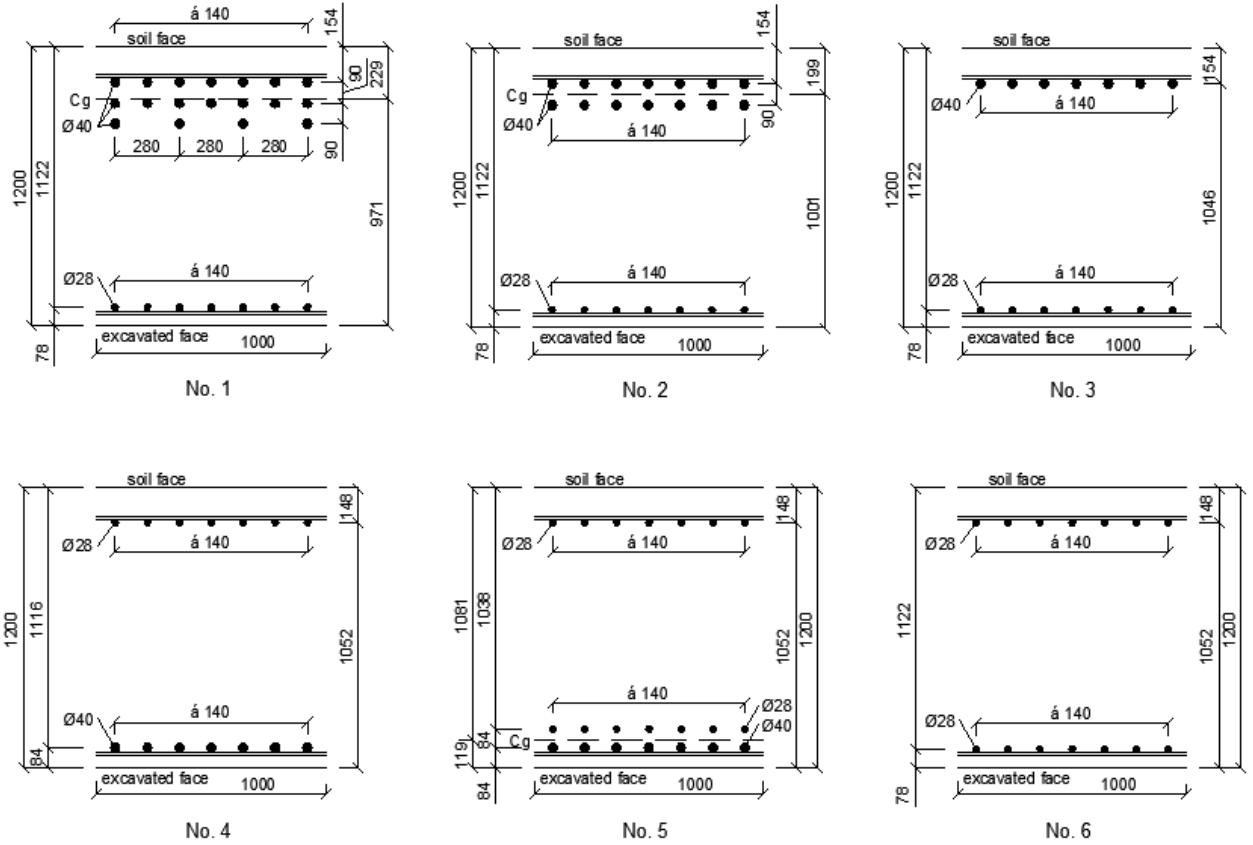 á 140
154
soil face
90
229
Cg
Ø40
280 280 280
90
1200
1122
971
Ø28
á 140
excavated face
1000
78
No. 1
154
soil face
199
Cg
Ø40
á 140
90
1200
1122
1001
Ø28
á 140
excavated face
1000
78
No. 2
soil face
154
Ø40
á 140
1200
1122
1046
Ø28
á 140
excavated face
1000
78
No. 3
soil face
148
Ø28
á 140
1200
1116
1052
Ø40
á 140
84
excavated face
1000
No. 4
soil face
148
Ø28
á 140
1081
1038
1052
1200
á 140
Ø28
Ø40
Cg
119
84
84
excavated face
1000
No. 5
soil face
148
Ø28
á 140
1122
1052
1200
Ø28
á 140
excavated face
1000
78
No. 6